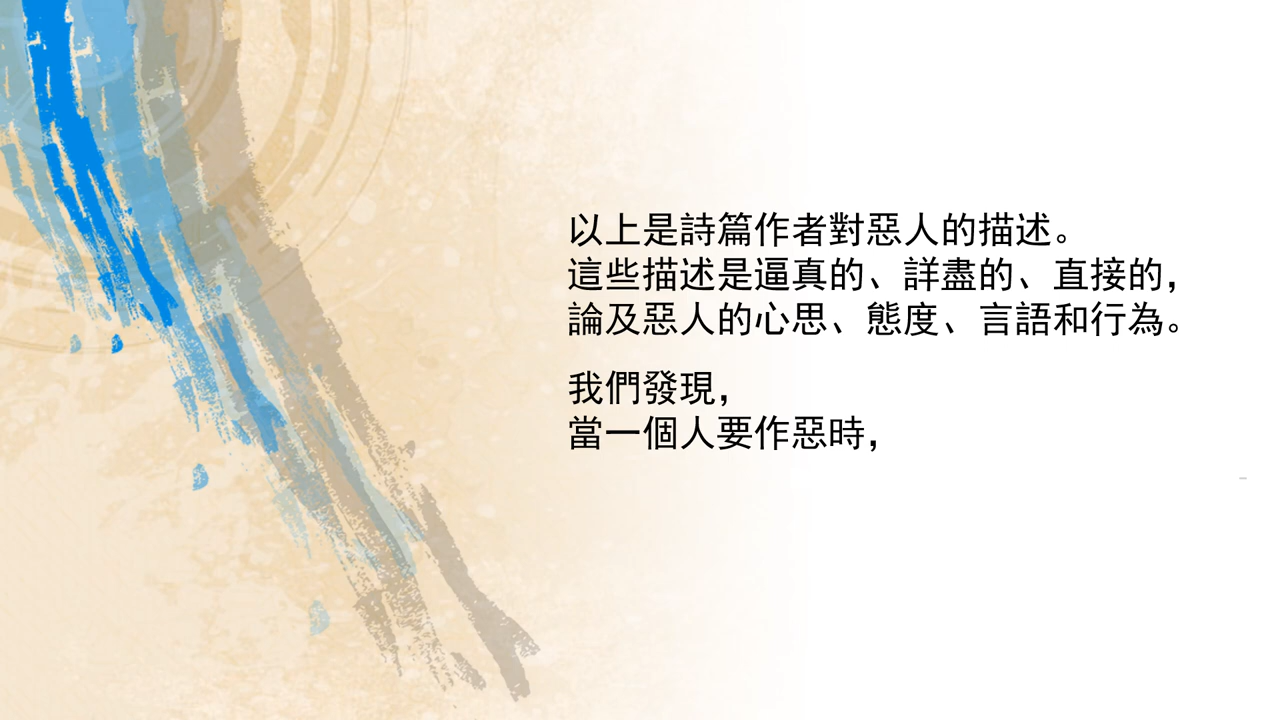 以上是詩篇作者對惡人的描述。
這些描述是逼真的、詳盡的、直接的，
論及惡人的心思、態度、言語和行為。
我們發現，
當一個人要作惡時，